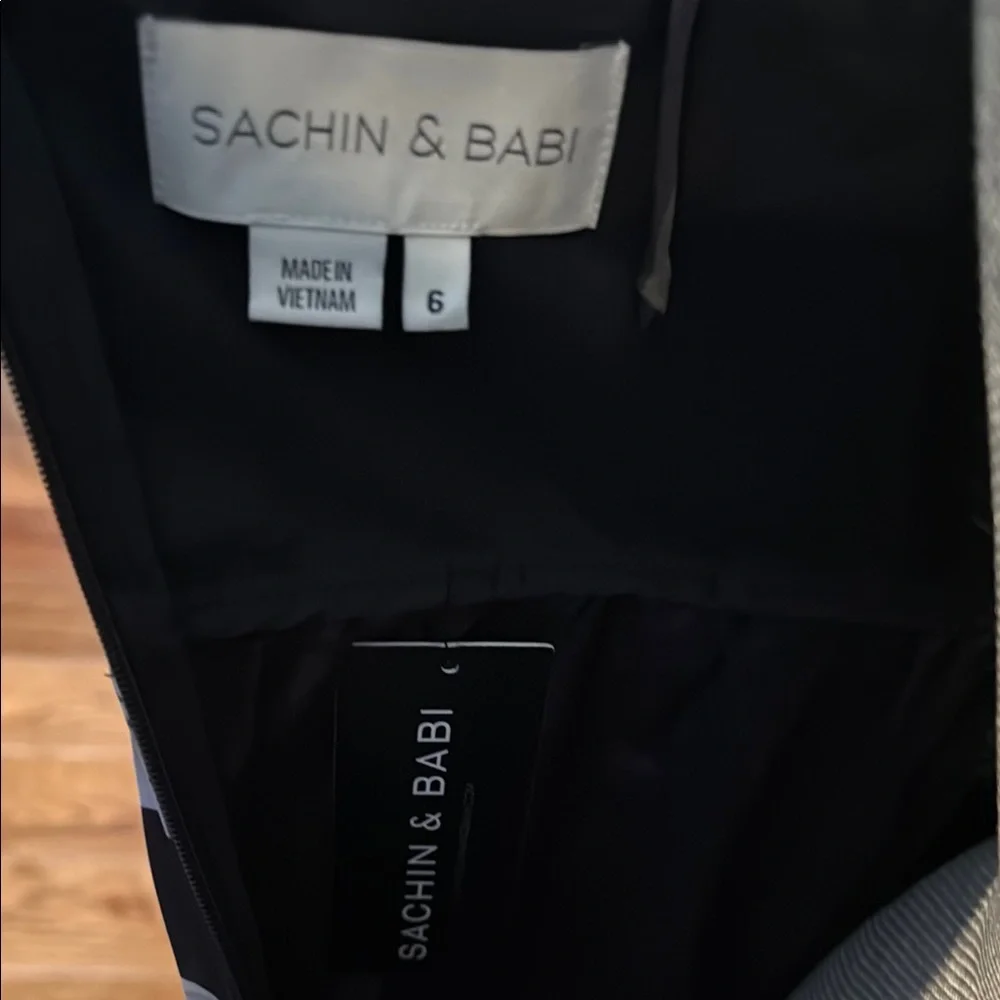 SACHIN & BABI
MADE IN
VIETNAM
6
SACHIN & BABI